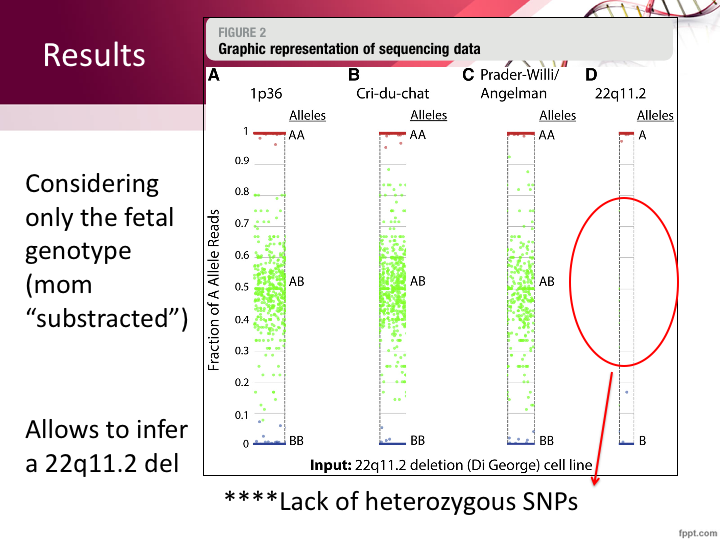 Results
Considering
only the fetal
genotype
(mom
“substracted”)
Allows to infer
a 22q11.2 del
FIGURE 2
Graphic representation of sequencing data
A
1p36
B
Cri-du-chat
C Prader-Willi/
Angelman
D
22q11.2
Alleles
Alleles
Alleles
Alleles
Fraction of A Allele Reads
1
0.9
0.8
0.7
0.6
0.5
0.4
0.3
0.2
0.1
0
AA
AB
BB
AA
AB
BB
AA
AB
BB
A
B
Input: 22q11.2 deletion (Di George) cell line
****Lack of heterozygous SNPs
fppt.com